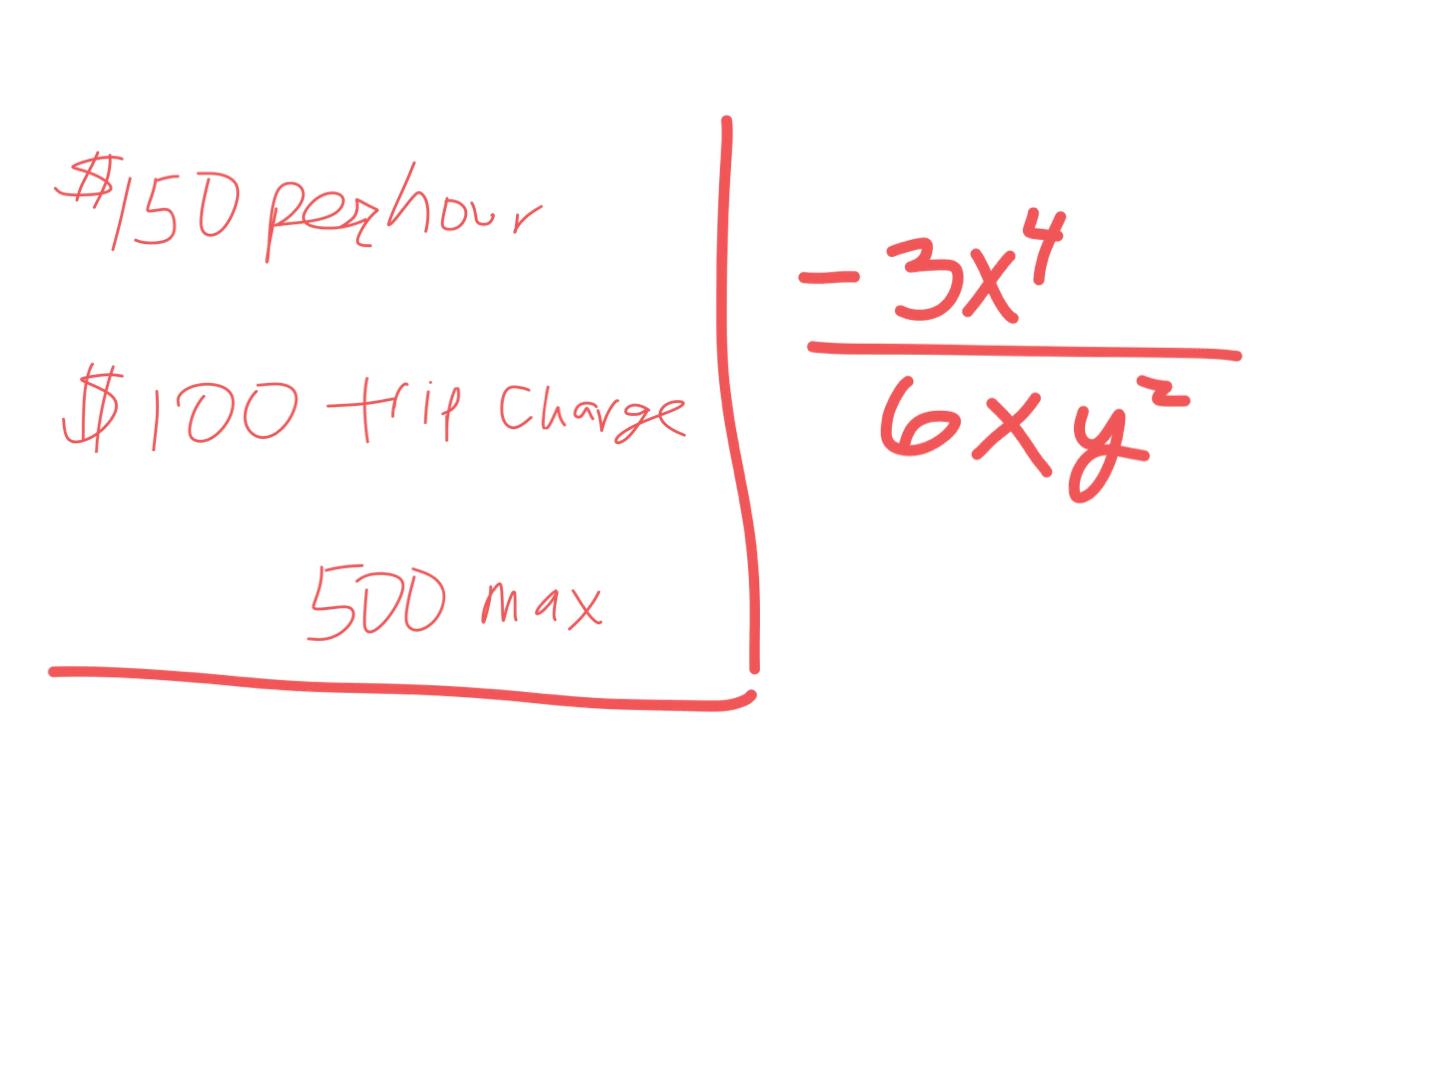 $150 per hour
$100 trip charge
500 max
-3x⁴
6xy²